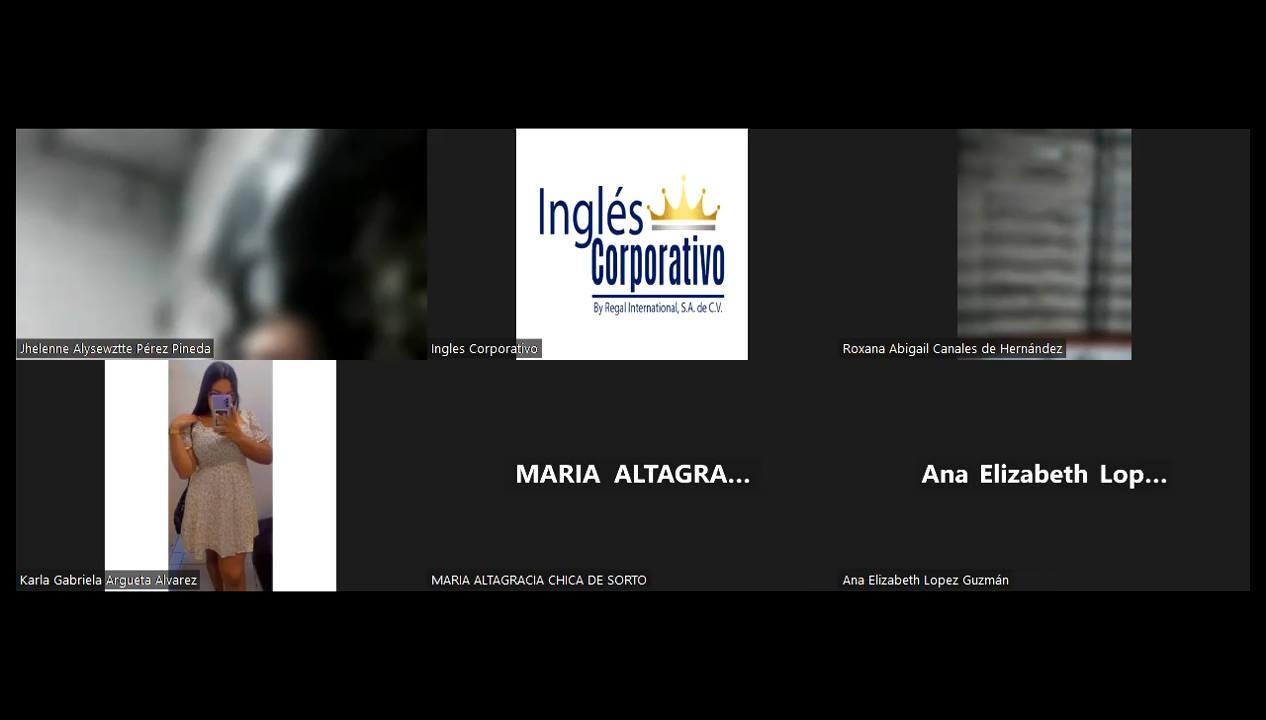 Inglés
Corporativo
By Regal International, S.A. de C.V.
Jhelenne Alysewztte Pérez Pineda
Ingles Corporativo
Roxana Abigail Canales de Hernández
MARIA ALTAGRA...
Ana Elizabeth Lop...
Karla Gabriela Argueta Alvarez
MARIA ALTAGRACIA CHICA DE SORTO
Ana Elizabeth Lopez Guzmán